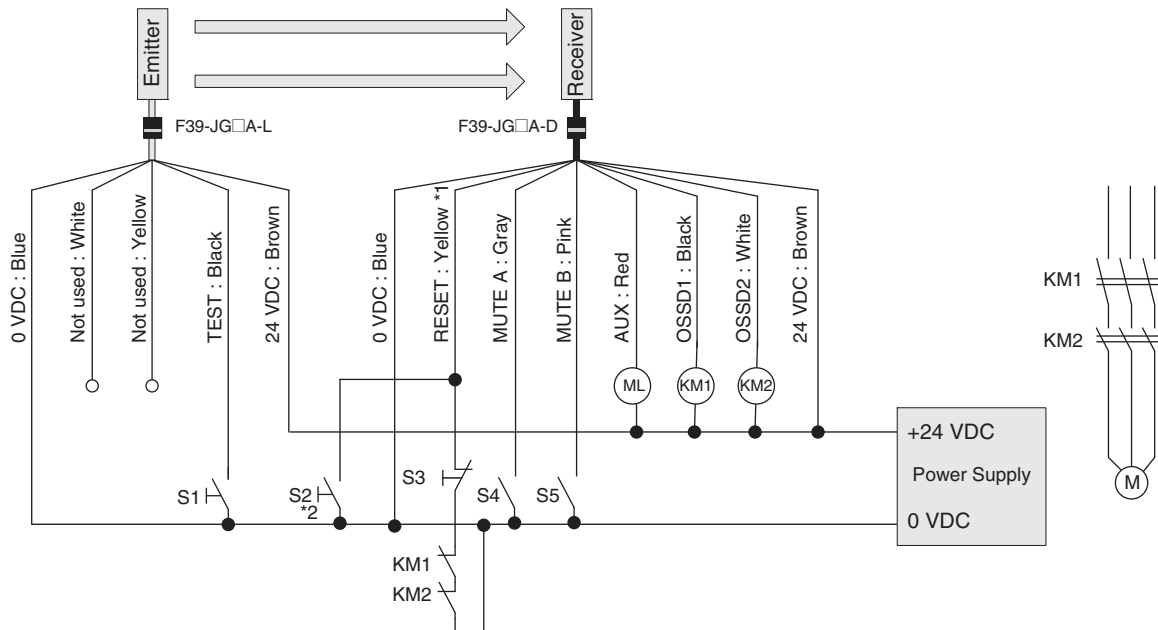 Emitter
Receiver
F39-JG□A-L
F39-JG□A-D
0 VDC : Blue
Not used : White
Not used : Yellow
TEST : Black
24 VDC : Brown
0 VDC : Blue
RESET : Yellow *1
MUTE A : Gray
MUTE B : Pink
AUX : Red
OSSD1 : Black
OSSD2 : White
24 VDC : Brown
KM1
KM2
M
ML
KM1
KM2
+24 VDC
Power Supply
0 VDC
S1
S2
*2
S3
S4
S5
KM1
KM2